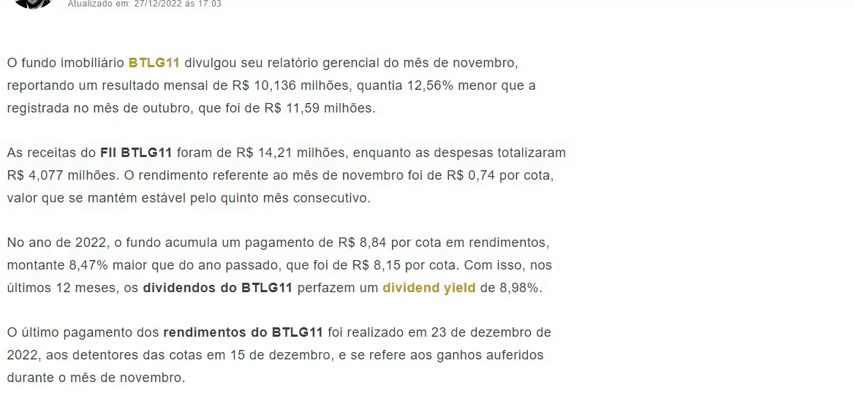 Atualizado em: 27/12/2022 às 17:03
O fundo imobiliário BTLG11 divulgou seu relatório gerencial do mês de novembro,
reportando um resultado mensal de R$ 10,136 milhões, quantia 12,56% menor que a
registrada no mês de outubro, que foi de R$ 11,59 milhões.
As receitas do FII BTLG11 foram de R$ 14,21 milhões, enquanto as despesas totalizaram
R$ 4,077 milhões. O rendimento referente ao mês de novembro foi de R$ 0,74 por cota,
valor que se mantém estável pelo quinto mês consecutivo.
No ano de 2022, o fundo acumula um pagamento de R$ 8,84 por cota em rendimentos,
montante 8,47% maior que do ano passado, que foi de R$ 8,15 por cota. Com isso, nos
últimos 12 meses, os dividendos do BTLG11 perfazem um dividend yield de 8,98%.
O último pagamento dos rendimentos do BTLG11 foi realizado em 23 de dezembro de
2022, aos detentores das cotas em 15 de dezembro, e se refere aos ganhos auferidos
durante o mês de novembro.